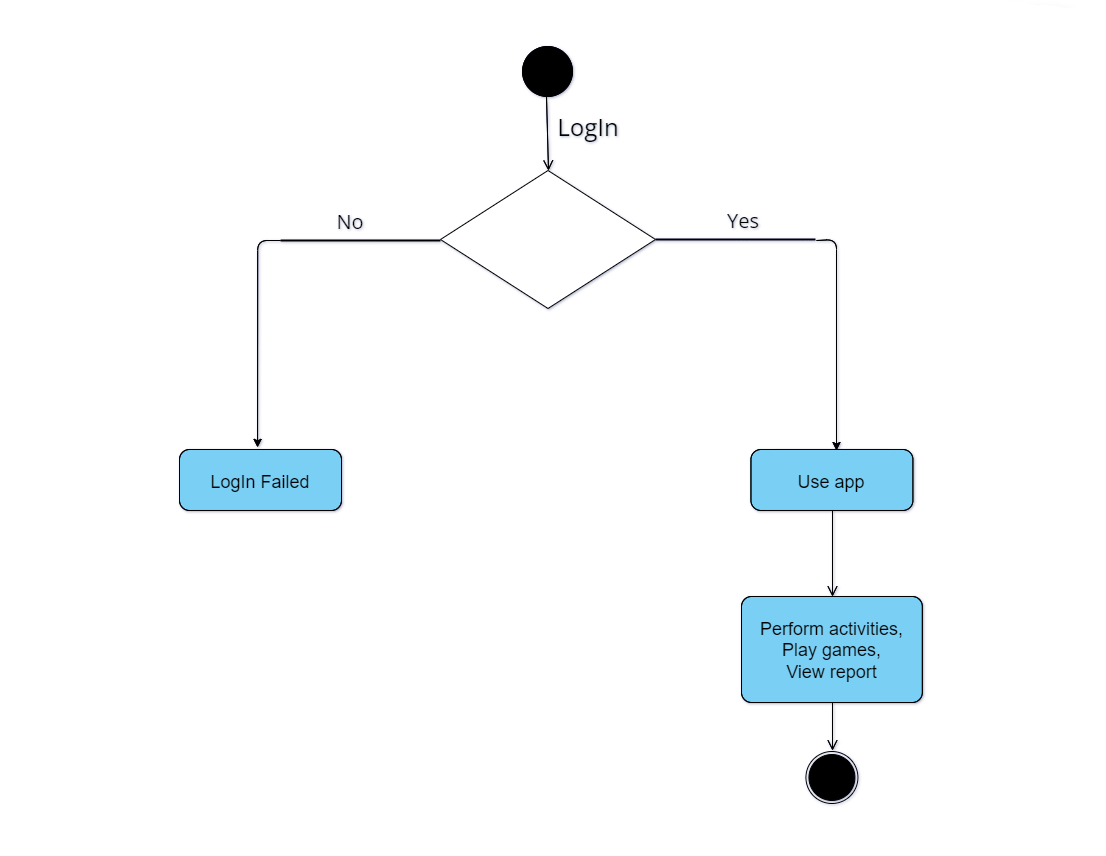 LogIn
No
Yes
LogIn Failed
Use app
Perform activities,
Play games,
View report